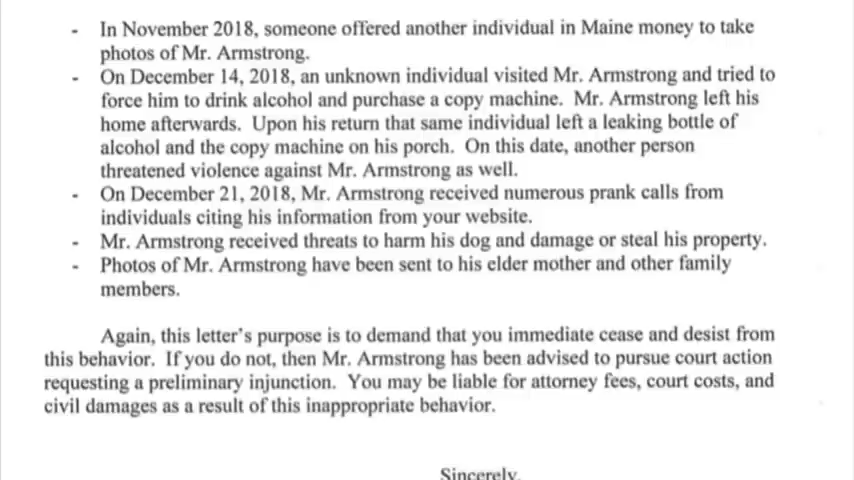 - In November 2018, someone offered another individual in Maine money to take
photos of Mr. Armstrong.
- On December 14, 2018, an unknown individual visited Mr. Armstrong and tried to
force him to drink alcohol and purchase a copy machine. Mr. Armstrong left his
home afterwards. Upon his return that same individual left a leaking bottle of
alcohol and the copy machine on his porch. On this date, another person
threatened violence against Mr. Armstrong as well.
- On December 21, 2018, Mr. Armstrong received numerous prank calls from
individuals citing his information from your website.
- Mr. Armstrong received threats to harm his dog and damage or steal his property.
- Photos of Mr. Armstrong have been sent to his elder mother and other family
members.
Again, this letter's purpose is to demand that you immediate cease and desist from
this behavior. If you do not, then Mr. Armstrong has been advised to pursue court action
requesting a preliminary injunction. You may be liable for attorney fees, court costs, and
civil damages as a result of this inappropriate behavior.
Sincerely,